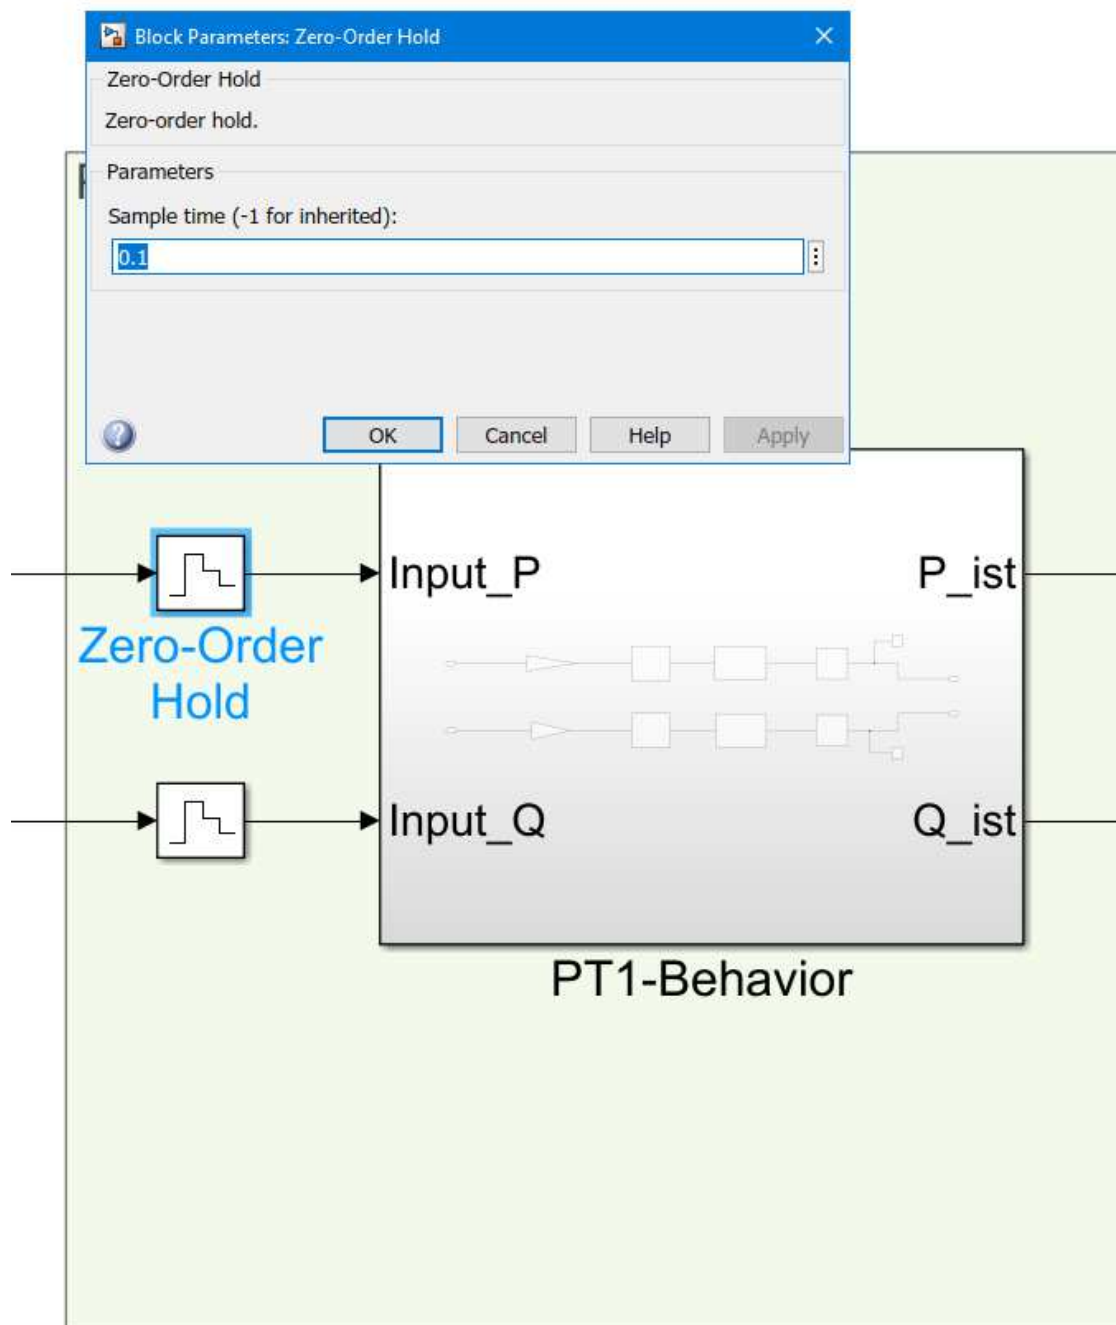 Block Parameters: Zero-Order Hold
Zero-Order Hold
Zero-order hold.
Parameters
Sample time (-1 for inherited):
0.1
OK Cancel Help Apply
Input_P P_ist
Zero-Order
Hold
Input_Q Q_ist
PT1-Behavior